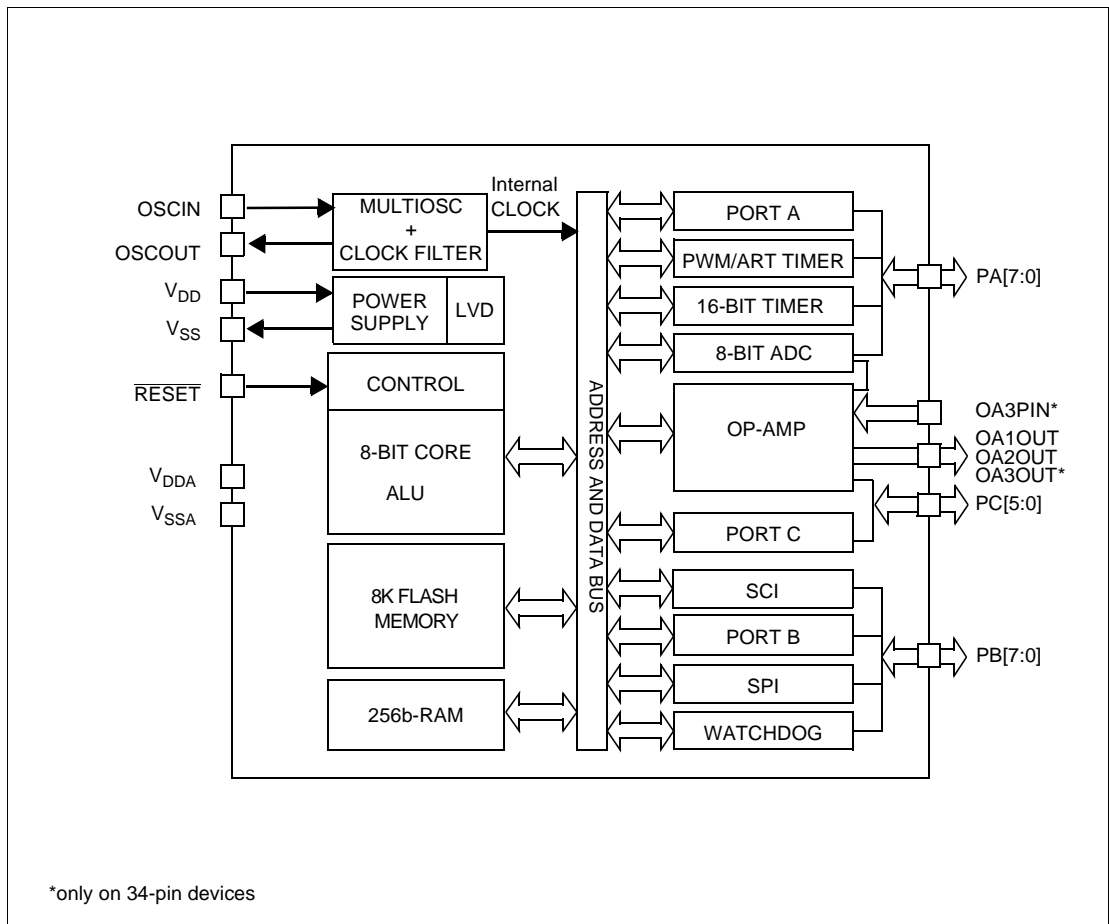 OSCIN
OSCOUT
VDD
VSS
RESET
VDDA
VSSA
MULTIOSC
+
CLOCK FILTER
Internal
CLOCK
POWER
SUPPLY
LVD
CONTROL
8-BIT CORE
ALU
8K FLASH
MEMORY
256b-RAM
ADDRESS AND DATA BUS
PORT A
PWM/ART TIMER
16-BIT TIMER
8-BIT ADC
OP-AMP
PORT C
SCI
PORT B
SPI
WATCHDOG
PA[7:0]
OA3PIN*
OA1OUT
OA2OUT
OA3OUT*
PC[5:0]
PB[7:0]
*only on 34-pin devices